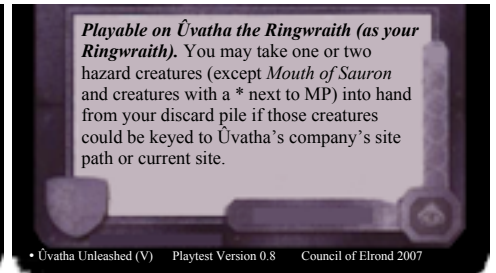 Playable on Ûvatha the Ringwraith (as your
Ringwraith). You may take one or two
hazard creatures (except Mouth of Sauron
and creatures with a * next to MP) into hand
from your discard pile if those creatures
could be keyed to Ûvatha’s company’s site
path or current site.
• Ûvatha Unleashed (V) Playtest Version 0.8 Council of Elrond 2007